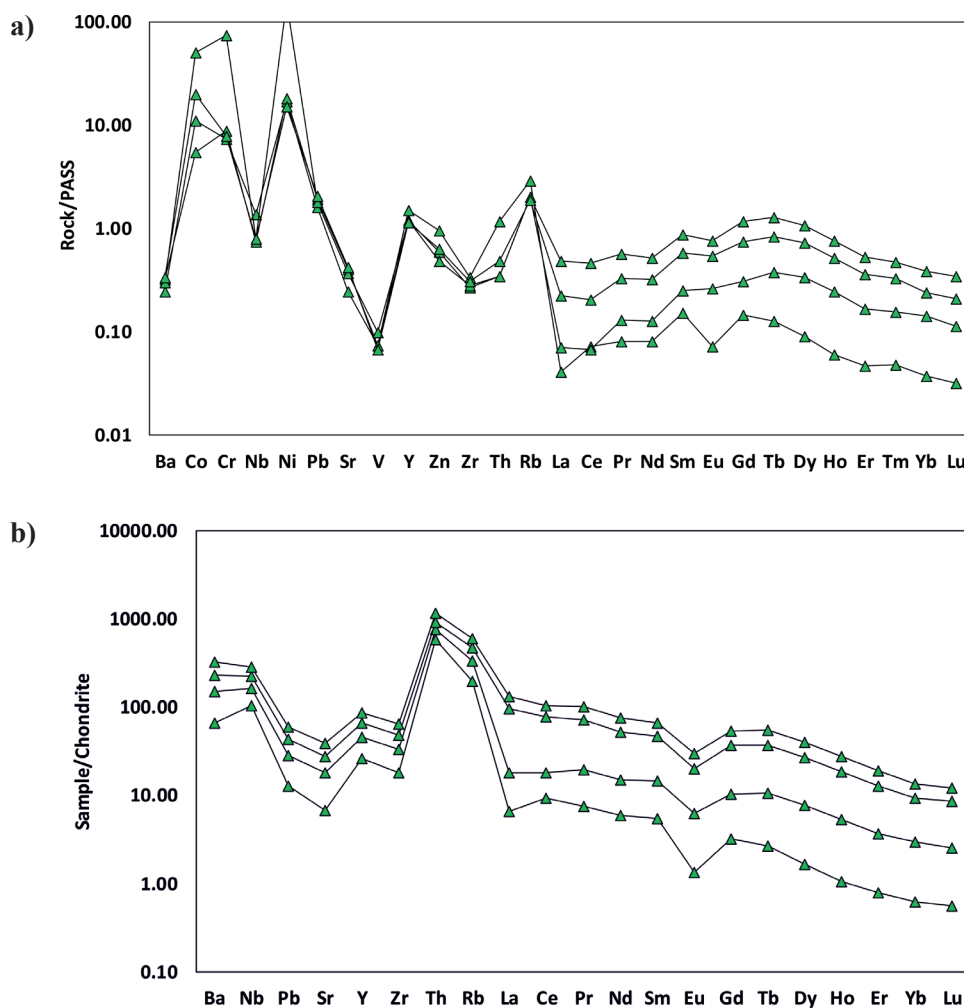 a)
100.00
10.00
1.00
0.10
0.01
Rock/PASS
Ba Co Cr Nb Ni Pb Sr V Y Zn Zr Th Rb La Ce Pr Nd Sm Eu Gd Tb Dy Ho Er Tm Yb Lu
b)
10000.00
1000.00
100.00
10.00
1.00
0.10
Sample/Chondrite
Ba Nb Pb Sr Y Zr Th Rb La Ce Pr Nd Sm Eu Gd Tb Dy Ho Er Yb Lu